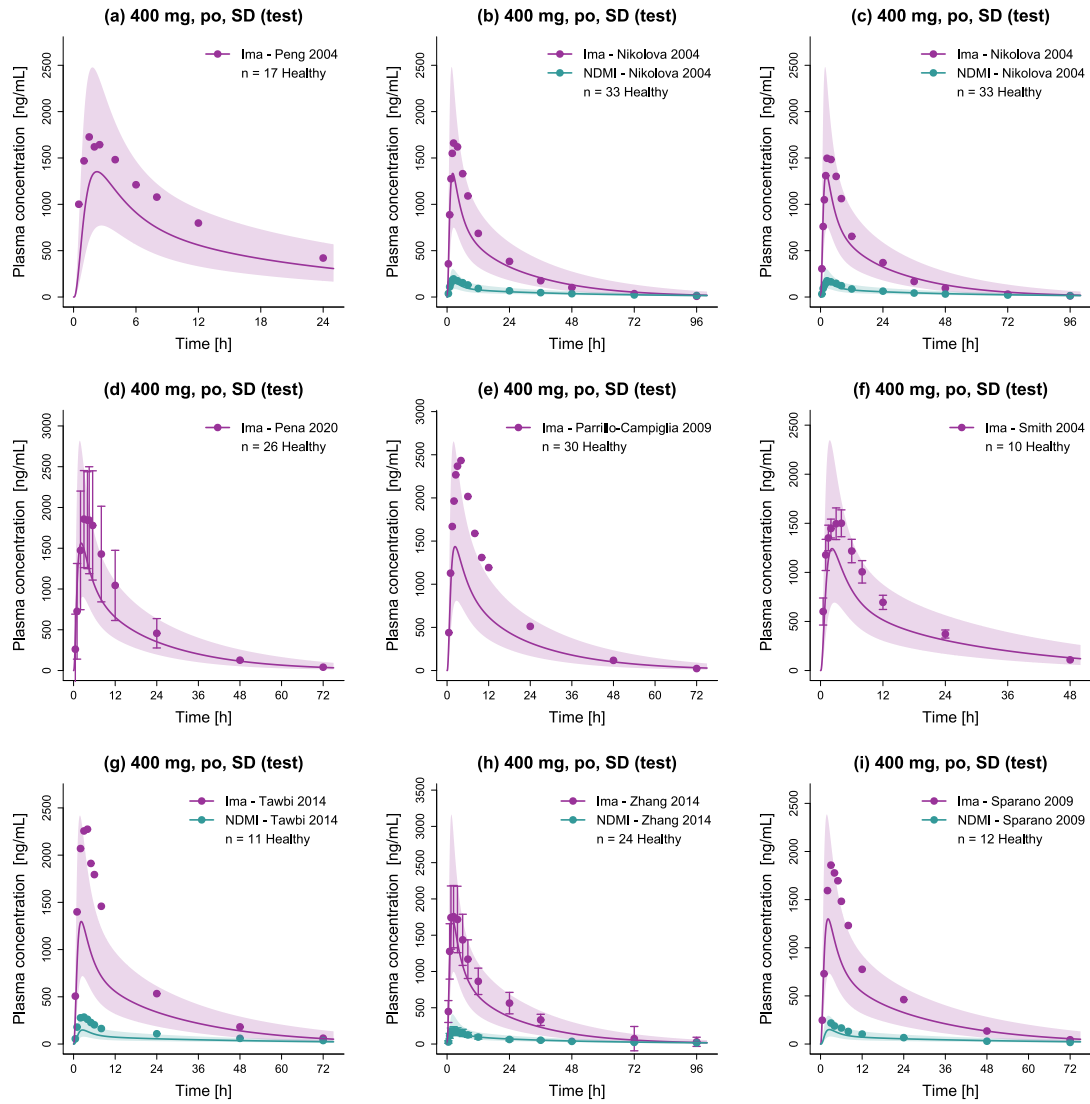 (a) 400 mg, po, SD (test)
Plasma concentration [ng/mL]
2500
2000
1500
1000
500
0
Ima - Peng 2004
n = 17 Healthy
0 6 12 18 24
Time [h]
(b) 400 mg, po, SD (test)
Plasma concentration [ng/mL]
2500
2000
1500
1000
500
0
Ima - Nikolova 2004
NDMI - Nikolova 2004
n = 33 Healthy
0 24 48 72 96
Time [h]
(c) 400 mg, po, SD (test)
Plasma concentration [ng/mL]
2500
2000
1500
1000
500
0
Ima - Nikolova 2004
NDMI - Nikolova 2004
n = 33 Healthy
0 24 48 72 96
Time [h]
(d) 400 mg, po, SD (test)
Plasma concentration [ng/mL]
3000
2500
2000
1500
1000
500
0
Ima - Pena 2020
n = 26 Healthy
0 12 24 36 48 60 72
Time [h]
(e) 400 mg, po, SD (test)
Plasma concentration [ng/mL]
3000
2500
2000
1500
1000
500
0
Ima - Parrillo-Campiglia 2009
n = 30 Healthy
0 12 24 36 48 60 72
Time [h]
(f) 400 mg, po, SD (test)
Plasma concentration [ng/mL]
2500
2000
1500
1000
500
0
Ima - Smith 2004
n = 10 Healthy
0 12 24 36 48
Time [h]
(g) 400 mg, po, SD (test)
Plasma concentration [ng/mL]
2500
2000
1500
1000
500
0
Ima - Tawbi 2014
NDMI - Tawbi 2014
n = 11 Healthy
0 12 24 36 48 60 72
Time [h]
(h) 400 mg, po, SD (test)
Plasma concentration [ng/mL]
3500
3000
2500
2000
1500
1000
500
0
Ima - Zhang 2014
NDMI - Zhang 2014
n = 24 Healthy
0 24 48 72 96
Time [h]
(i) 400 mg, po, SD (test)
Plasma concentration [ng/mL]
2500
2000
1500
1000
500
0
Ima - Sparano 2009
NDMI - Sparano 2009
n = 12 Healthy
0 12 24 36 48 60 72
Time [h]